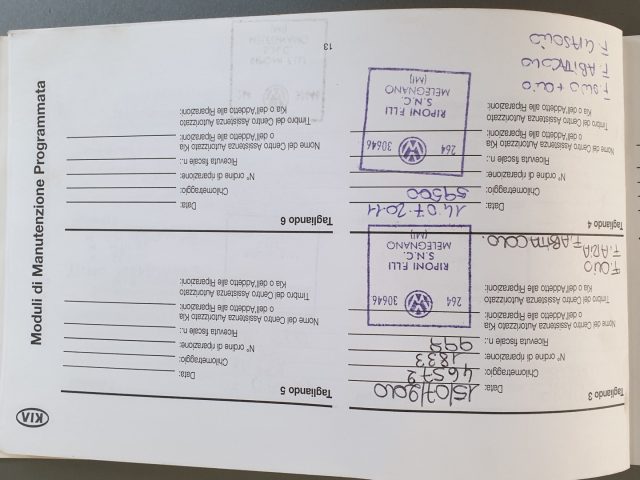 KIA
Moduli di Manutenzione Programmata
Tagliando 3
Data: 15/07/2010
Chilometraggio: 46572
N° ordine di riparazione: 1833
Ricevuta fiscale n.: 999
Nome del Centro Assistenza Autorizzato Kia
o dell'Addetto alle Riparazioni:
Timbro del Centro Assistenza Autorizzato
Kia o dell'Addetto alle Riparazioni:
264 30646
RIPONI F.LLI
S.N.C.
MELEGNANO
(MI)
F. OLIO
F. ARIA
F. ABITACOLO.
Tagliando 4
Data: 14.07.2011
Chilometraggio: 59500
N° ordine di riparazione:
Ricevuta fiscale n.:
Nome del Centro Assistenza Autorizzato Kia
o dell'Addetto alle Riparazioni:
Timbro del Centro Assistenza Autorizzato
Kia o dell'Addetto alle Riparazioni:
264 30646
RIPONI F.LLI
S.N.C.
MELEGNANO
(MI)
+ OLIO
F. ABITACOLO
F. GASOLIO
Tagliando 5
Data:
Chilometraggio:
N° ordine di riparazione:
Ricevuta fiscale n.:
Nome del Centro Assistenza Autorizzato Kia
o dell'Addetto alle Riparazioni:
Timbro del Centro Assistenza Autorizzato
Kia o dell'Addetto alle Riparazioni:
Tagliando 6
Data:
Chilometraggio:
N° ordine di riparazione:
Ricevuta fiscale n.:
Nome del Centro Assistenza Autorizzato Kia
o dell'Addetto alle Riparazioni:
Timbro del Centro Assistenza Autorizzato
Kia o dell'Addetto alle Riparazioni:
13